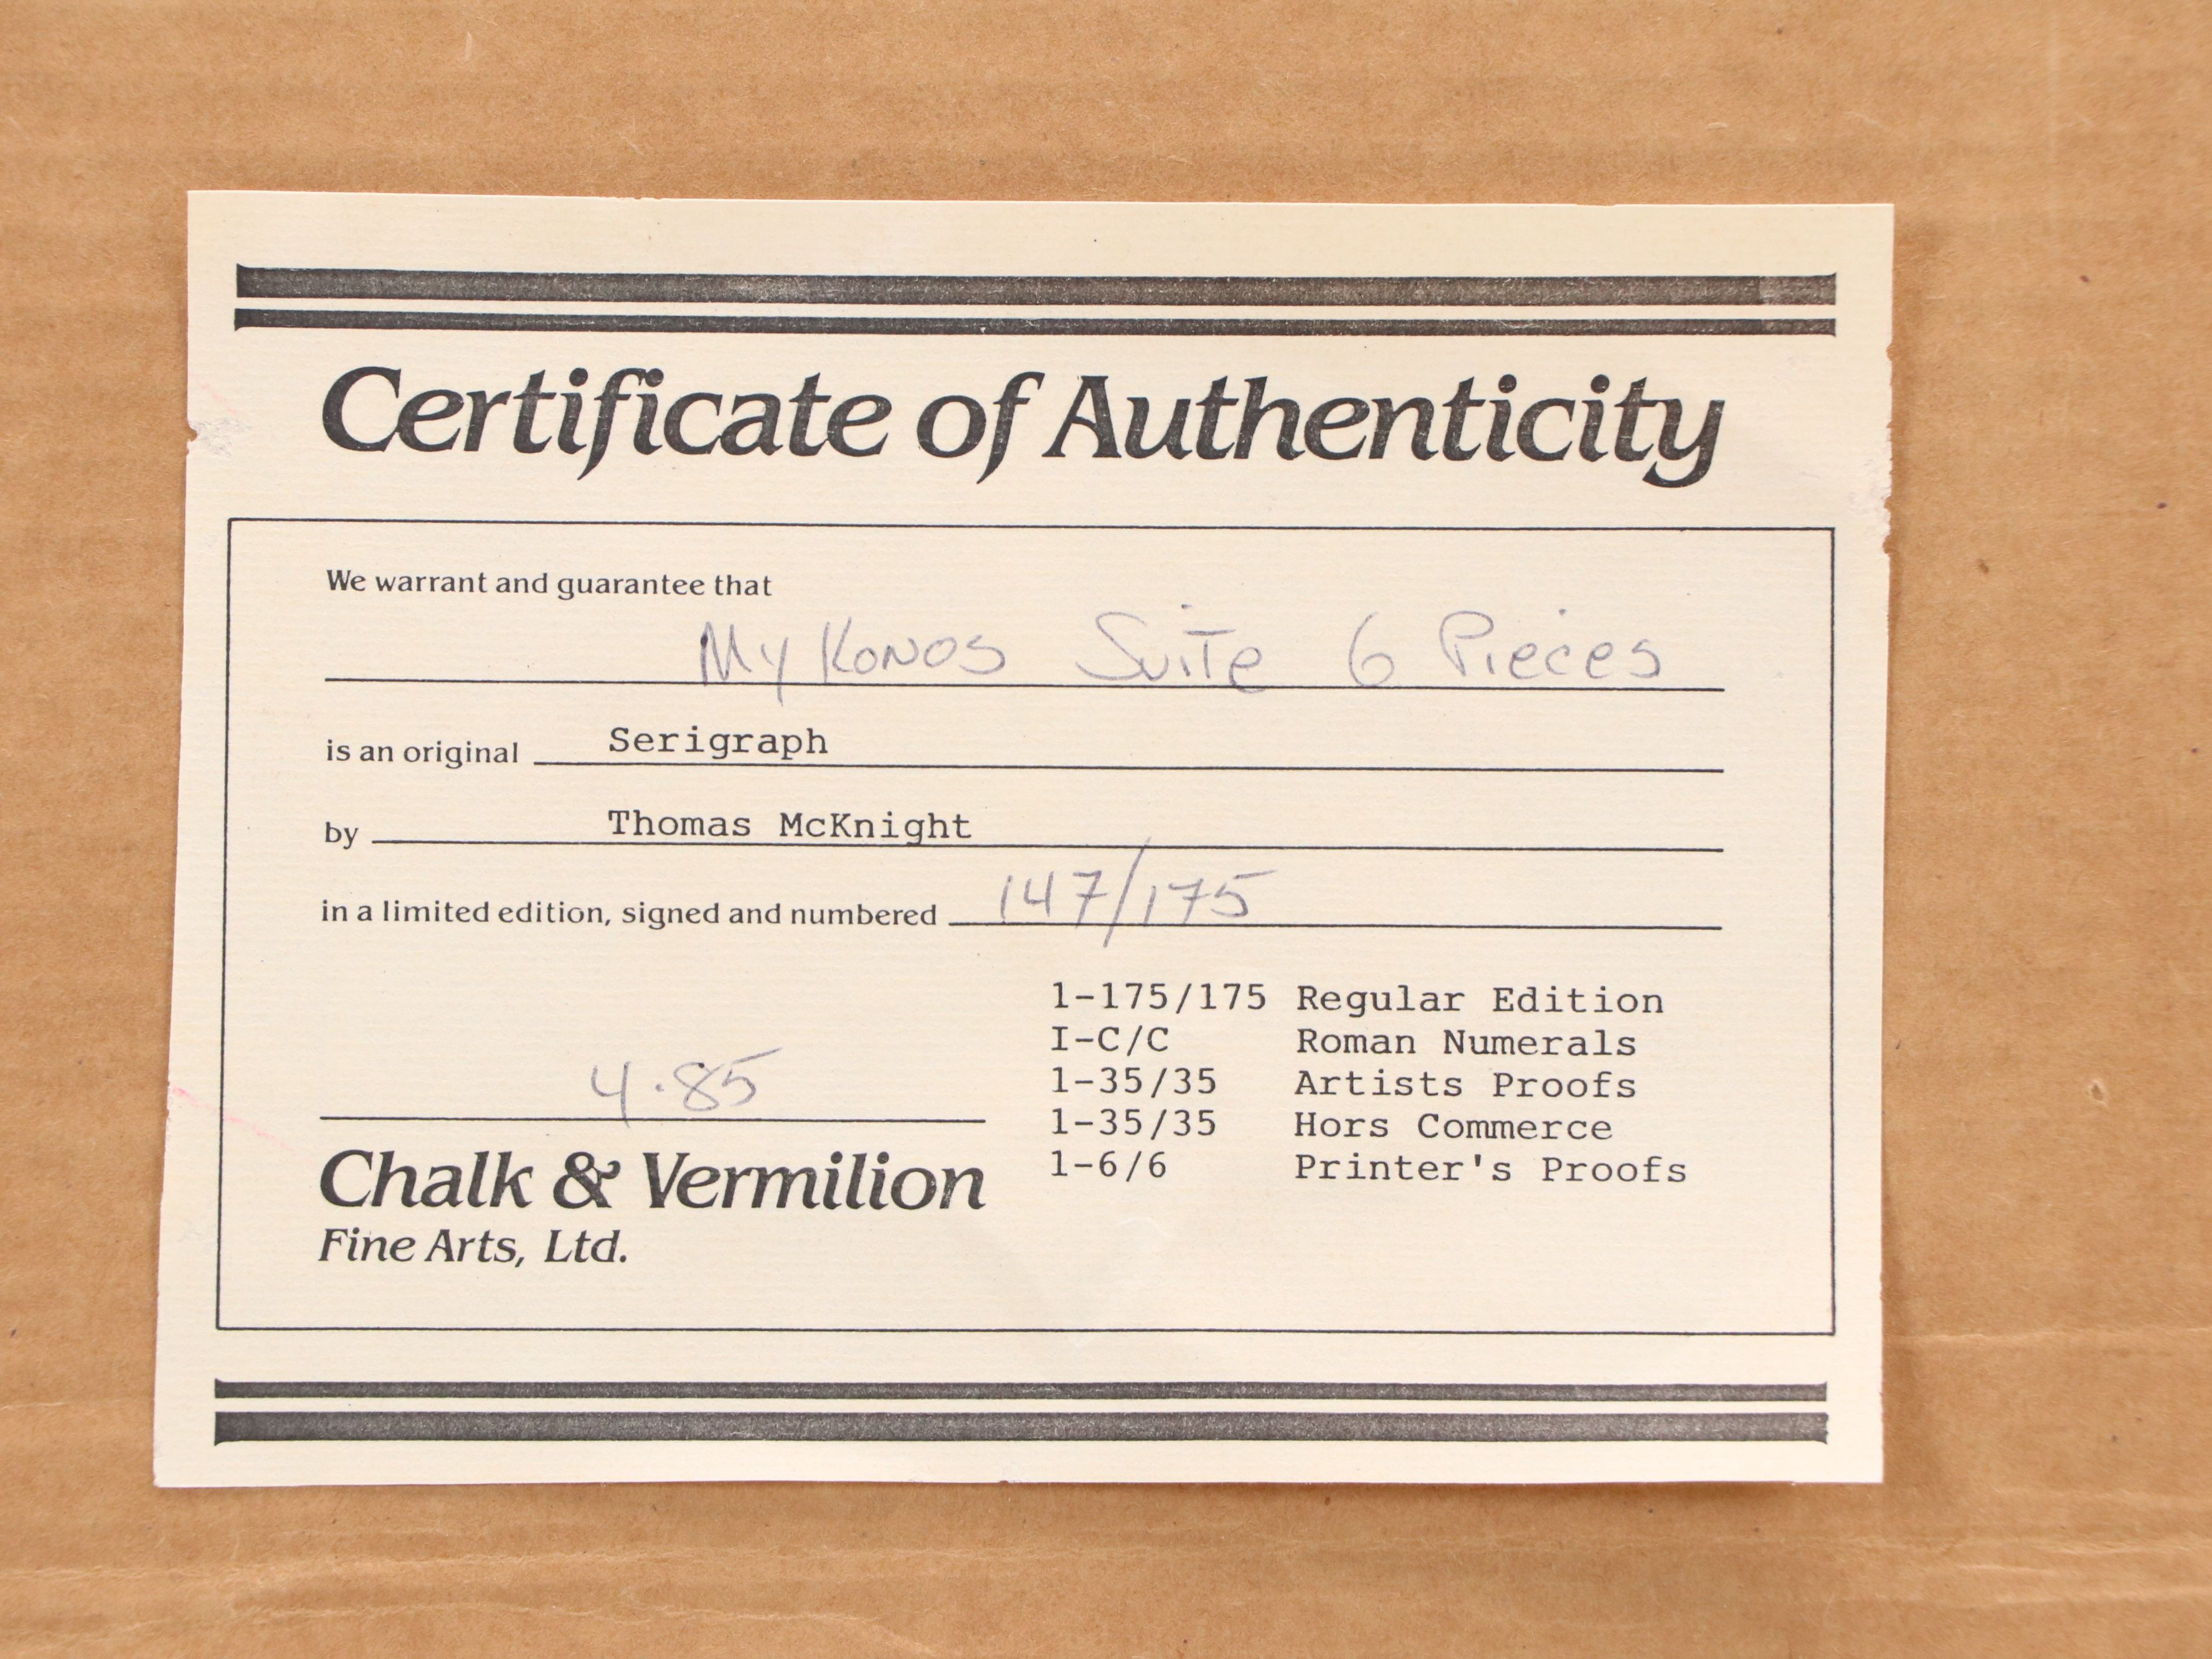 Certificate of Authenticity
We warrant and guarantee that
Mykonos Suite 6 Pieces
is an original Serigraph
by Thomas McKnight
in a limited edition, signed and numbered 147/175
1-175/175 Regular Edition
I-C/C Roman Numerals
1-35/35 Artists Proofs
1-35/35 Hors Commerce
1-6/6 Printer's Proofs
4.85
Chalk & Vermilion
Fine Arts, Ltd.